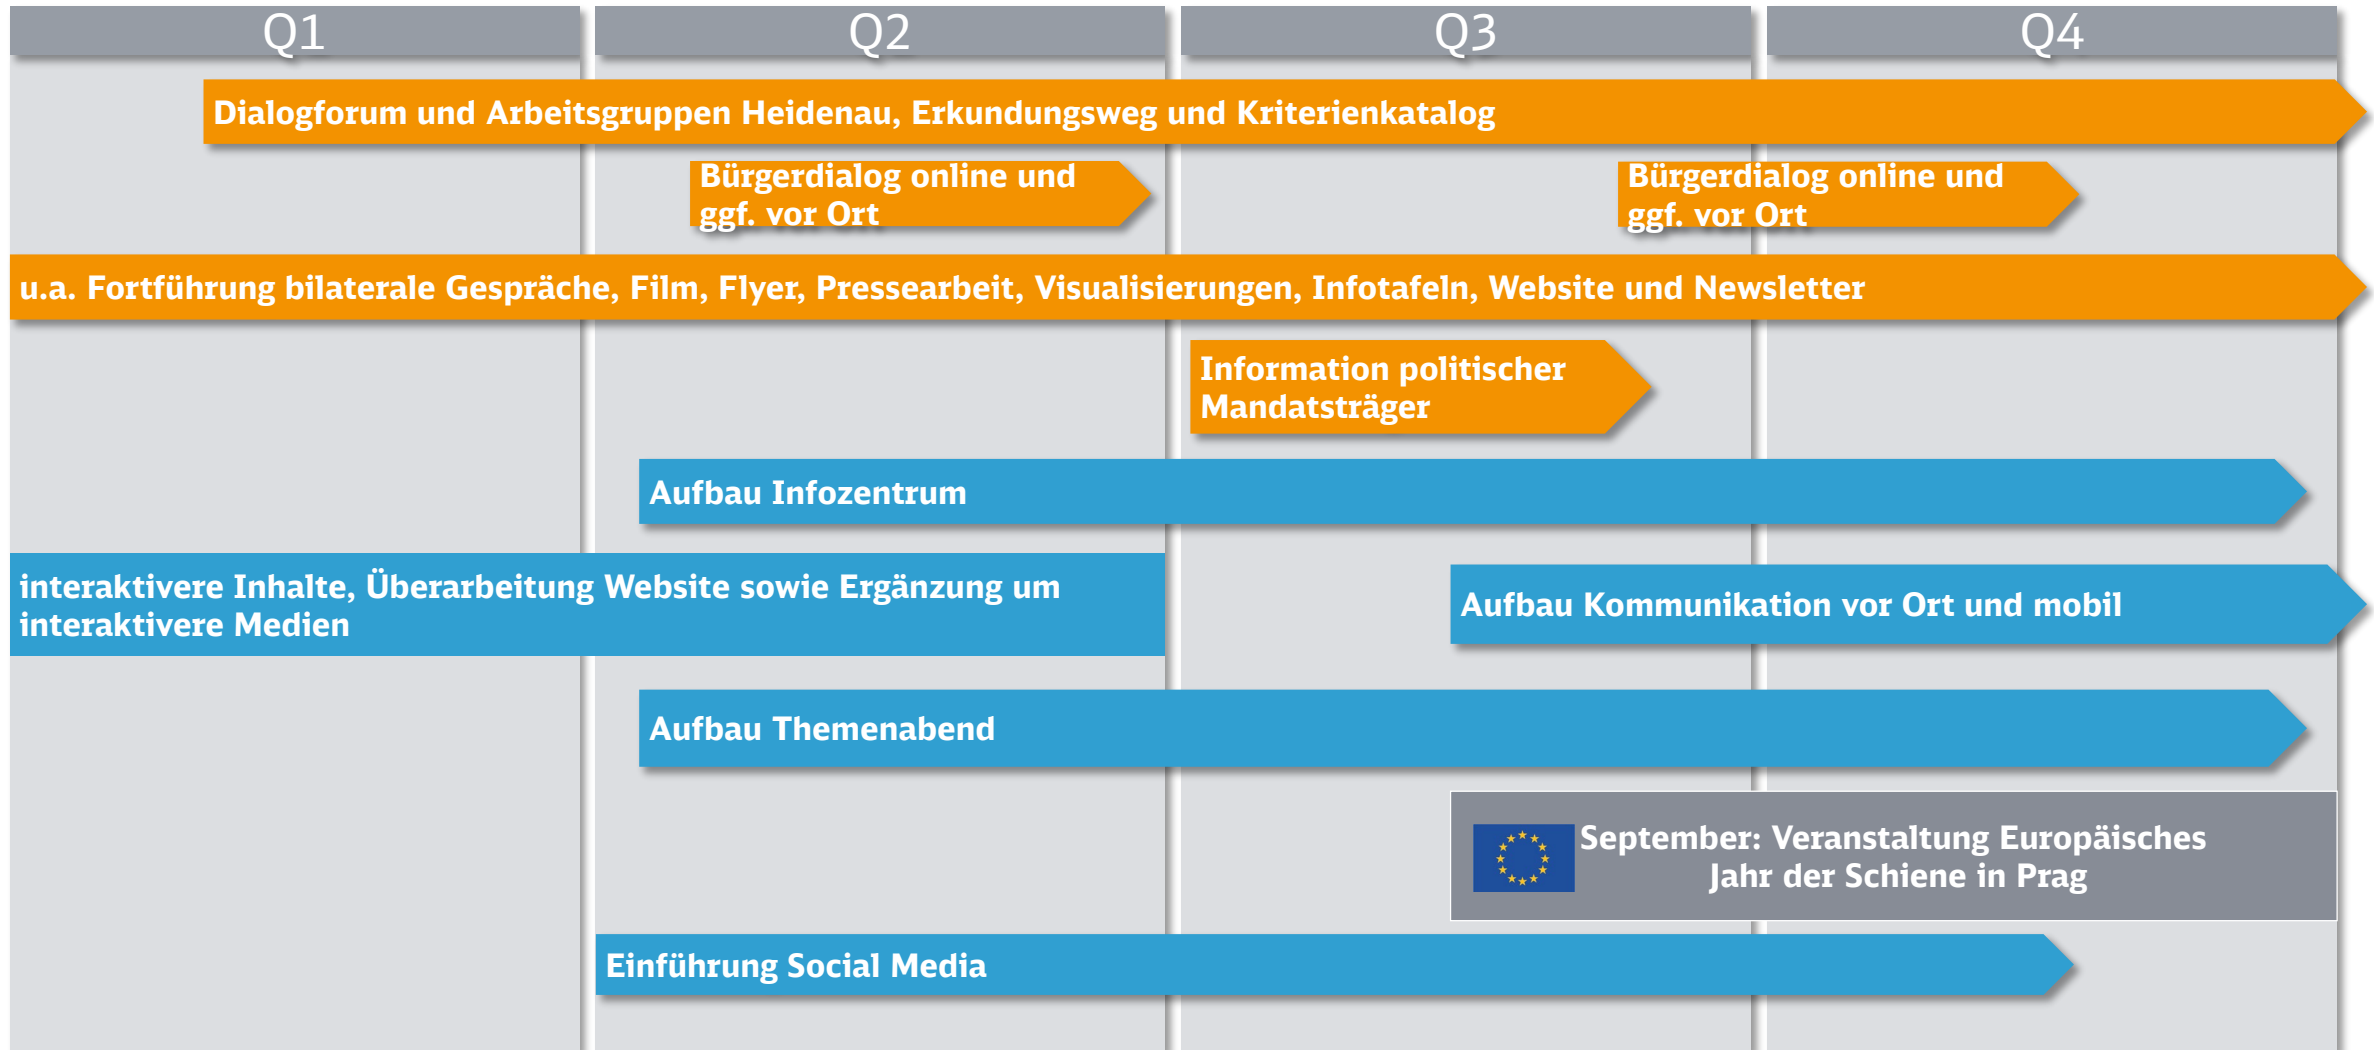 Q1
Q2
Q3
Q4
Dialogforum und Arbeitsgruppen Heidenau, Erkundungsweg und Kriterienkatalog
Bürgerdialog online und
ggf. vor Ort
Bürgerdialog online und
ggf. vor Ort
u.a. Fortführung bilaterale Gespräche, Film, Flyer, Pressearbeit, Visualisierungen, Infotafeln, Website und Newsletter
Information politischer
Mandatsträger
Aufbau Infozentrum
interaktivere Inhalte, Überarbeitung Website sowie Ergänzung um
interaktivere Medien
Aufbau Kommunikation vor Ort und mobil
Aufbau Themenabend
September: Veranstaltung Europäisches
Jahr der Schiene in Prag
Einführung Social Media